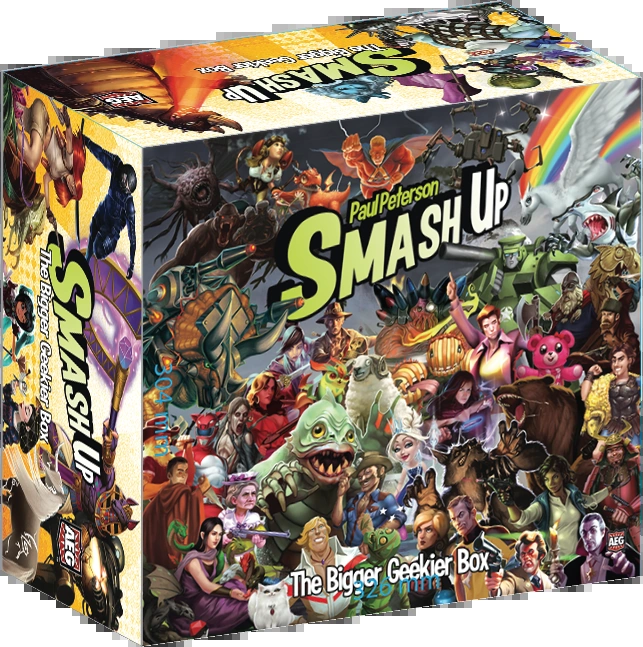 SMASH UP
The Bigger Geekier Box
AEG
Paul Peterson
SMASH UP
304 mm
The Bigger Geekier Box
326 mm
AEG
SMASH UP
The Bigger Geekier Box
AEG